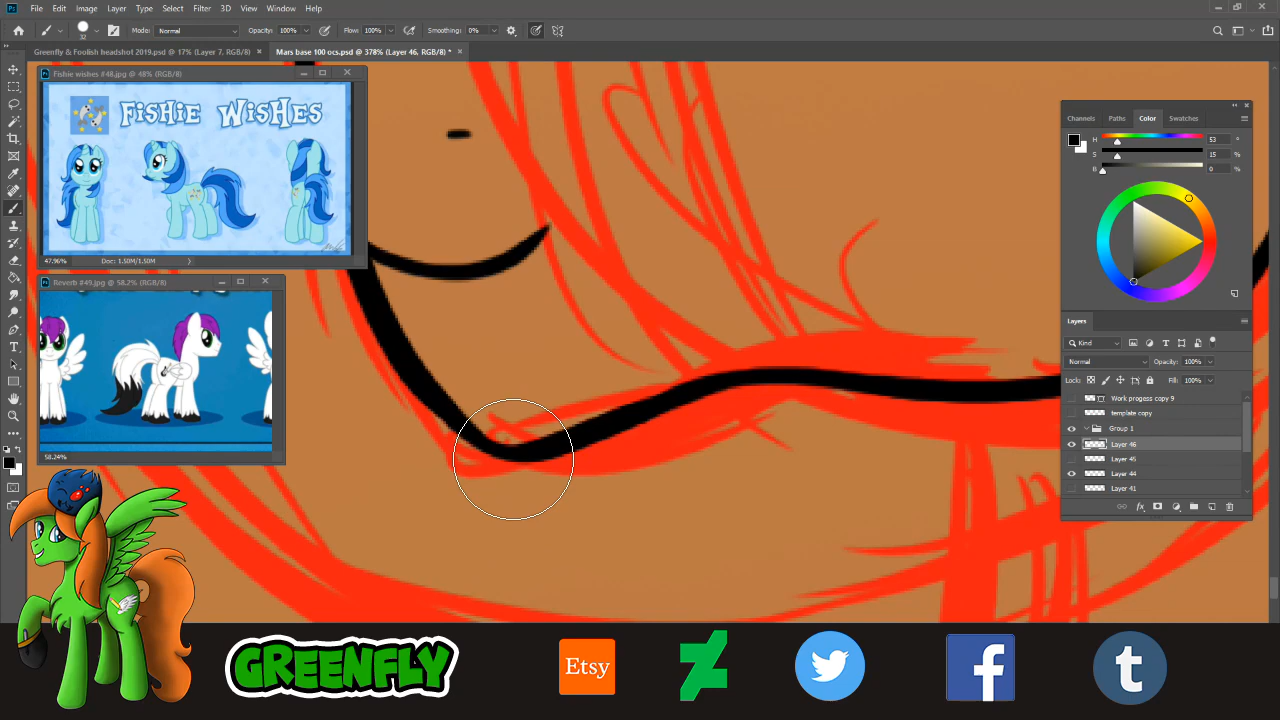 Ps File Edit Image Layer Type Select Filter 3D View Window Help
32 Mode: Normal Opacity: 100% Flow: 100% Smoothing: 0%
Greenfly & Foolish headshot 2019.psd @ 17% (Layer 7, RGB/8) × Mars base 100 ocs.psd @ 378% (Layer 46, RGB/8) * ×
Fishie wishes #48.jpg @ 48% (RGB/8)
FiSHiE WiSHES
47.96% Doc: 1.50M/1.50M
Reverb #49.jpg @ 58.2% (RGB/8)
58.24%
Channels Paths Color Swatches
H 53 °
S 15 %
B 0 %
Layers
Kind
Normal Opacity: 100%
Lock: Fill: 100%
Work progess copy 9
template copy
Group 1
Layer 46
Layer 45
Layer 44
Layer 41
fx
GREENFLY
Etsy
f
t